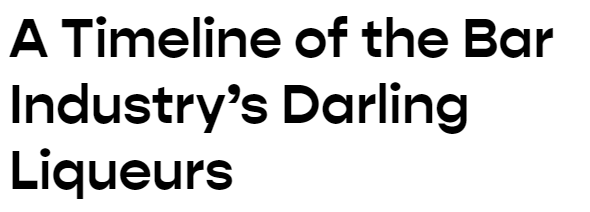 A Timeline of the Bar
Industry’s Darling
Liqueurs